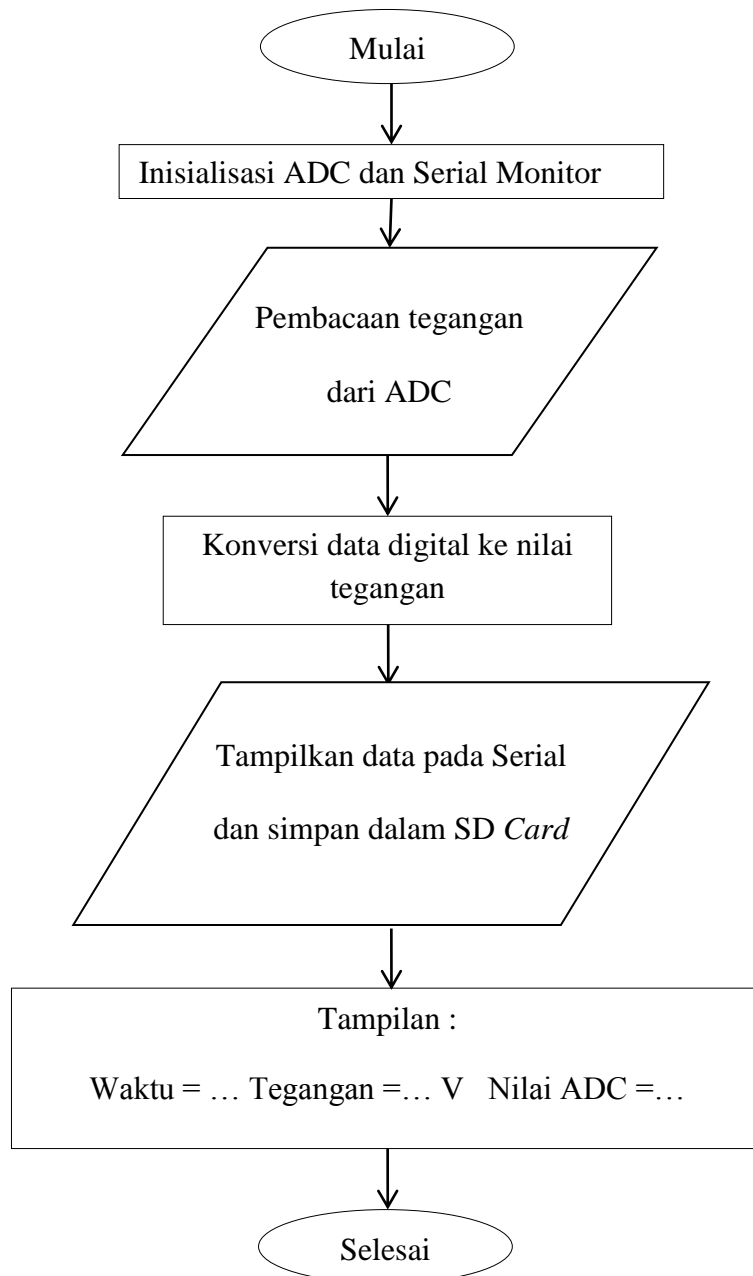 Mulai
Inisialisasi ADC dan Serial Monitor
Pembacaan tegangan
dari ADC
Konversi data digital ke nilai
tegangan
Tampilkan data pada Serial
dan simpan dalam SD Card
Tampilan :
Waktu = … Tegangan =… V Nilai ADC =…
Selesai